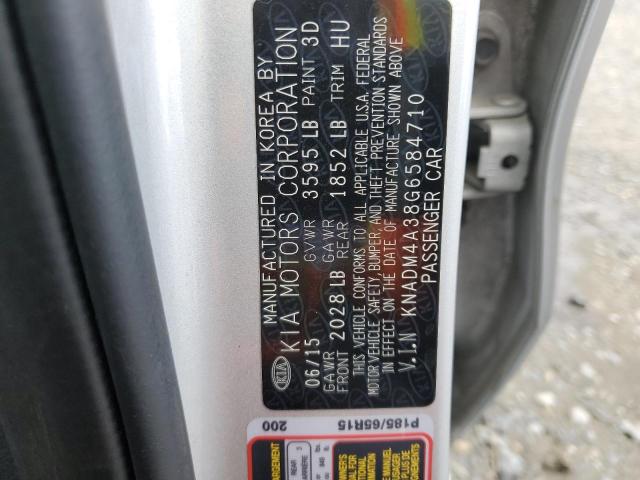 MANUFACTURED IN KOREA BY
KIA KIA MOTORS CORPORATION
06/15 GVWR 3595 LB PAINT 3D
GAWR FRONT 2028 LB GAWR REAR 1852 LB TRIM HU
THIS VEHICLE CONFORMS TO ALL APPLICABLE U.S.A. FEDERAL
MOTOR VEHICLE SAFETY, BUMPER, AND THEFT PREVENTION STANDARDS
IN EFFECT ON THE DATE OF MANUFACTURE SHOWN ABOVE
V.I.N KNADM4A38G6584710
PASSENGER CAR
P185/65R15
200
REAR